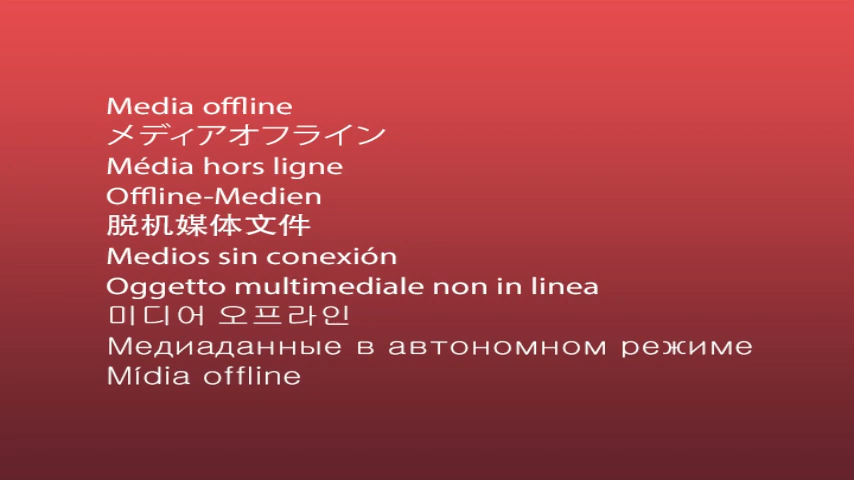 Media offline
メディアオフライン
Média hors ligne
Offline-Medien
脱机媒体文件
Medios sin conexión
Oggetto multimediale non in linea
미디어 오프라인
Медиаданные в автономном режиме
Mídia offline